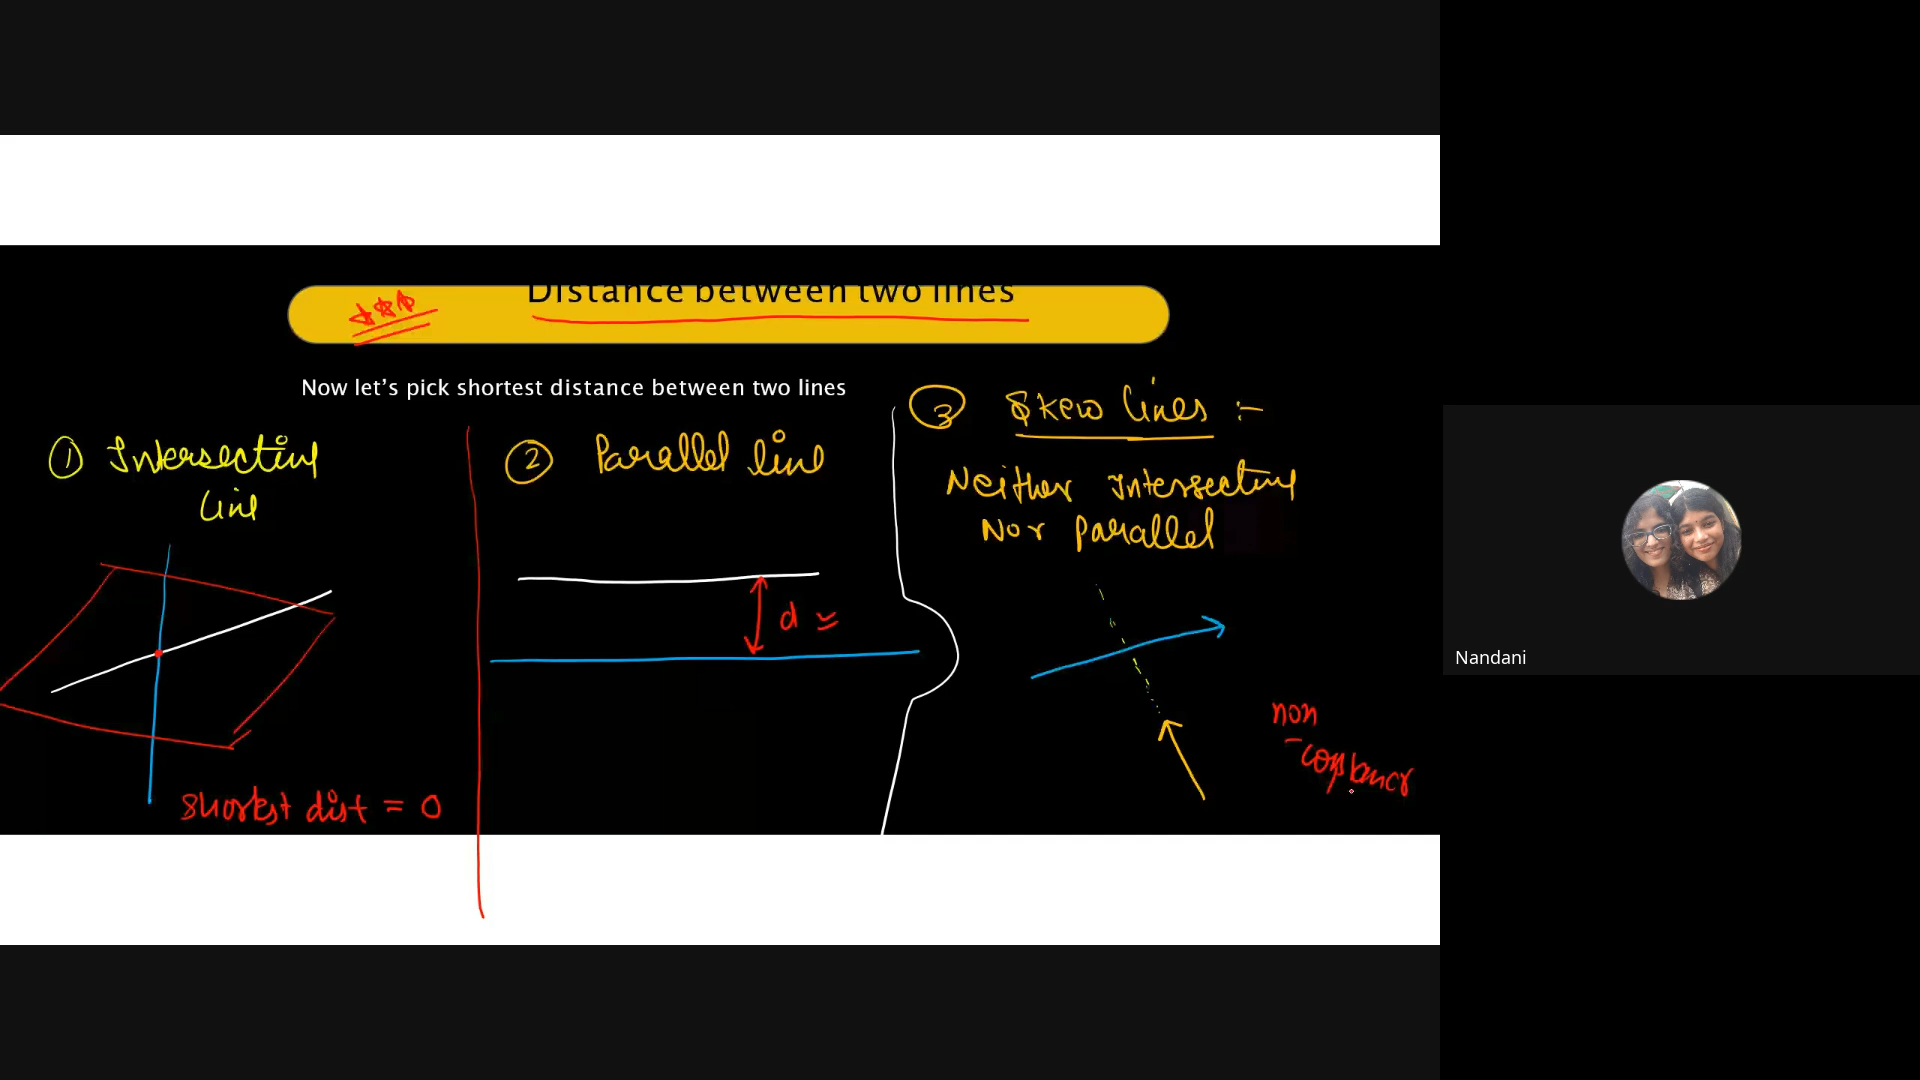 Distance between two lines
Now let's pick shortest distance between two lines
① Intersecting
Line
shortest dist = 0
② Parallel line
d
③ Skew lines :-
Neither Intersecting
Nor Parallel
non
-coplanar
Nandani